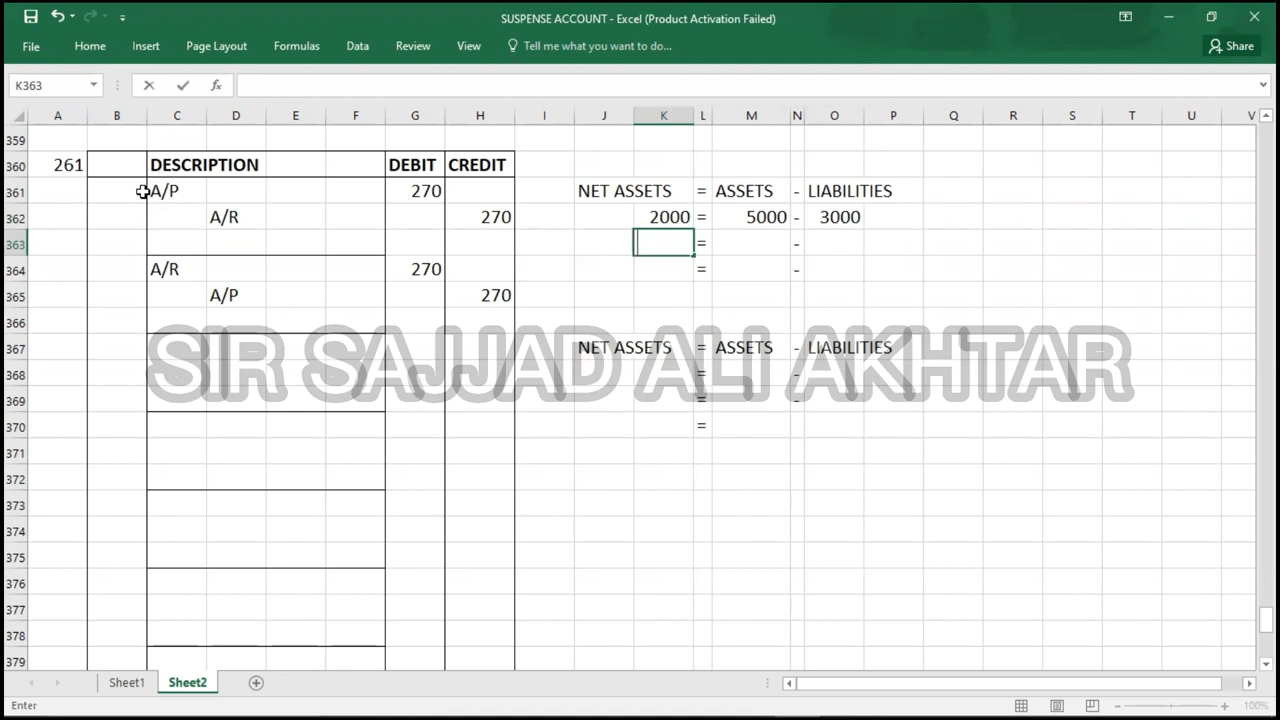 SUSPENSE ACCOUNT - Excel (Product Activation Failed)
File Home Insert Page Layout Formulas Data Review View Tell me what you want to do... Share
K363 fx
A B C D E F G H I J K L M N O P Q R S T U V
359
360 261 DESCRIPTION DEBIT CREDIT
361 A/P 270 NET ASSETS = ASSETS - LIABILITIES
362 A/R 270 2000 = 5000 - 3000
363 = -
364 A/R 270 = -
365 A/P 270
366
367 NET ASSETS = ASSETS - LIABILITIES
SIR SAJJAD ALI AKHTAR
368 = -
369 = -
370 =
371
372
373
374
375
376
377
378
379
Sheet1 Sheet2
Enter 100%